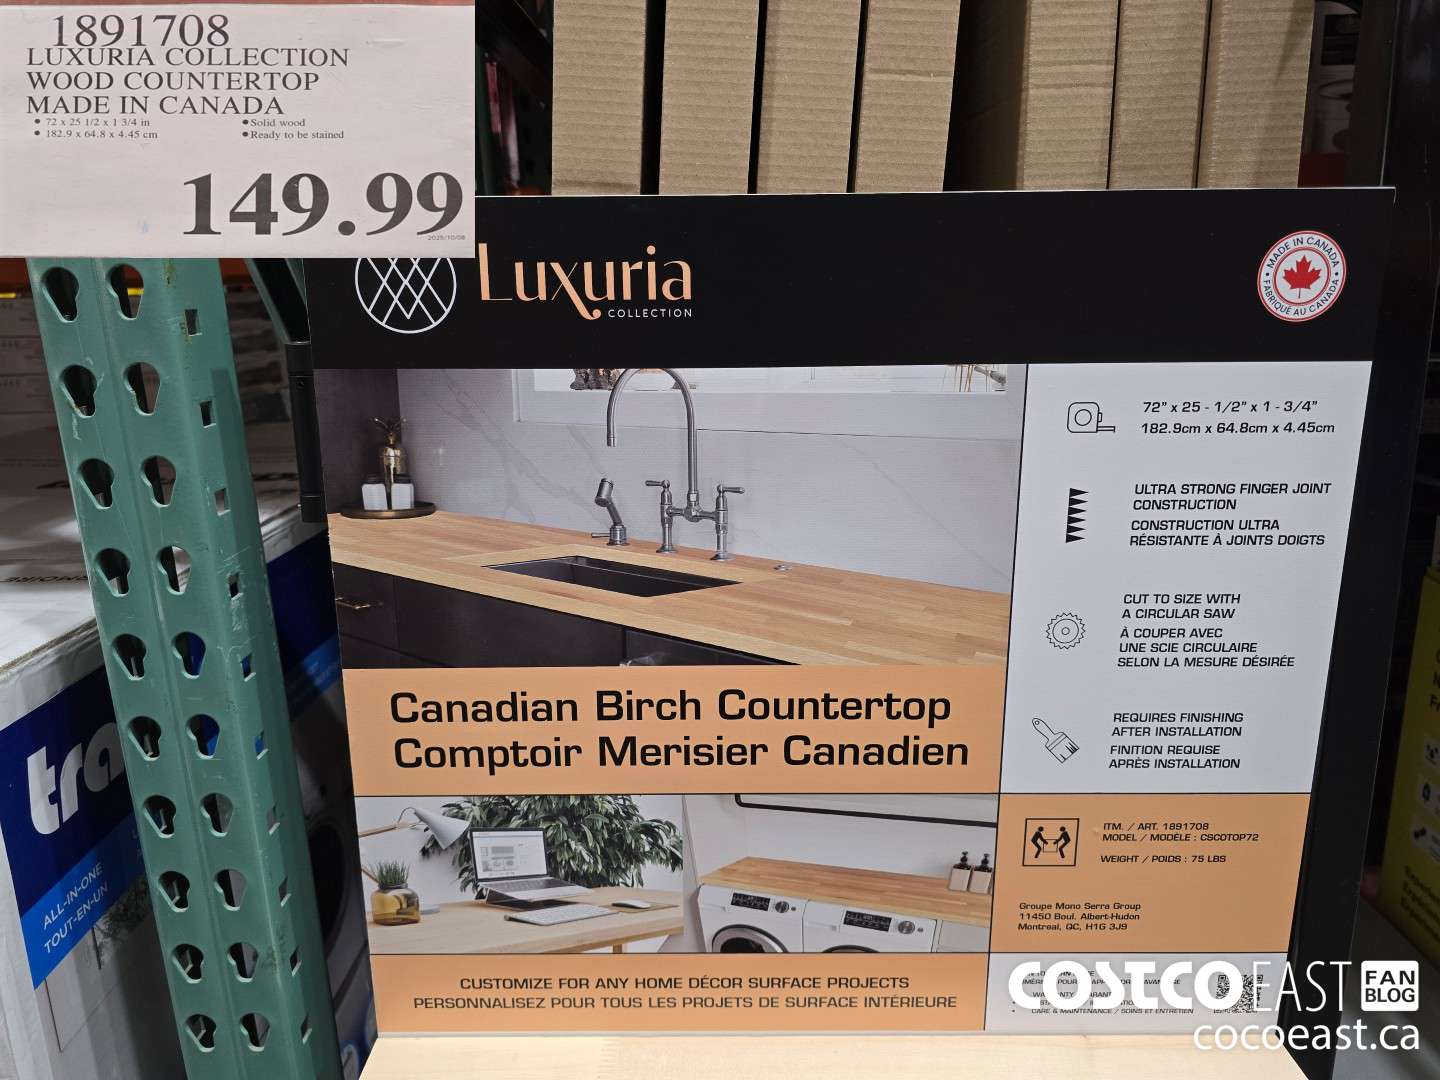 1891708
LUXURIA COLLECTION
WOOD COUNTERTOP
MADE IN CANADA
• 72 x 25 1/2 x 1 3/4 in
• 182.9 x 64.8 x 4.45 cm
• Solid wood
• Ready to be stained
149.99
Luxuria
COLLECTION
MADE IN CANADA
FABRIQUÉ AU CANADA
72” x 25 - 1/2” x 1 - 3/4”
182.9cm x 64.8cm x 4.45cm
ULTRA STRONG FINGER JOINT
CONSTRUCTION
CONSTRUCTION ULTRA
RÉSISTANTE À JOINTS DOIGTS
CUT TO SIZE WITH
A CIRCULAR SAW
À COUPER AVEC
UNE SCIE CIRCULAIRE
SELON LA MESURE DÉSIRÉE
REQUIRES FINISHING
AFTER INSTALLATION
FINITION REQUISE
APRÈS INSTALLATION
Canadian Birch Countertop
Comptoir Merisier Canadien
ITM. / ART. 1891708
MODEL / MODÈLE : CSCOTOP72
WEIGHT / POIDS : 75 LBS
Groupe Mono Serra Group
11450 Boul. Albert-Hudon
Montreal, QC, H1G 3J9
CUSTOMIZE FOR ANY HOME DÉCOR SURFACE PROJECTS
PERSONNALISEZ POUR TOUS LES PROJETS DE SURFACE INTÉRIEURE
CARE & MAINTENANCE / SOINS ET ENTRETIEN
tra
ALL-IN-ONE
TOUT-EN-UN
COSTCO EAST FAN BLOG
cocoeast.ca